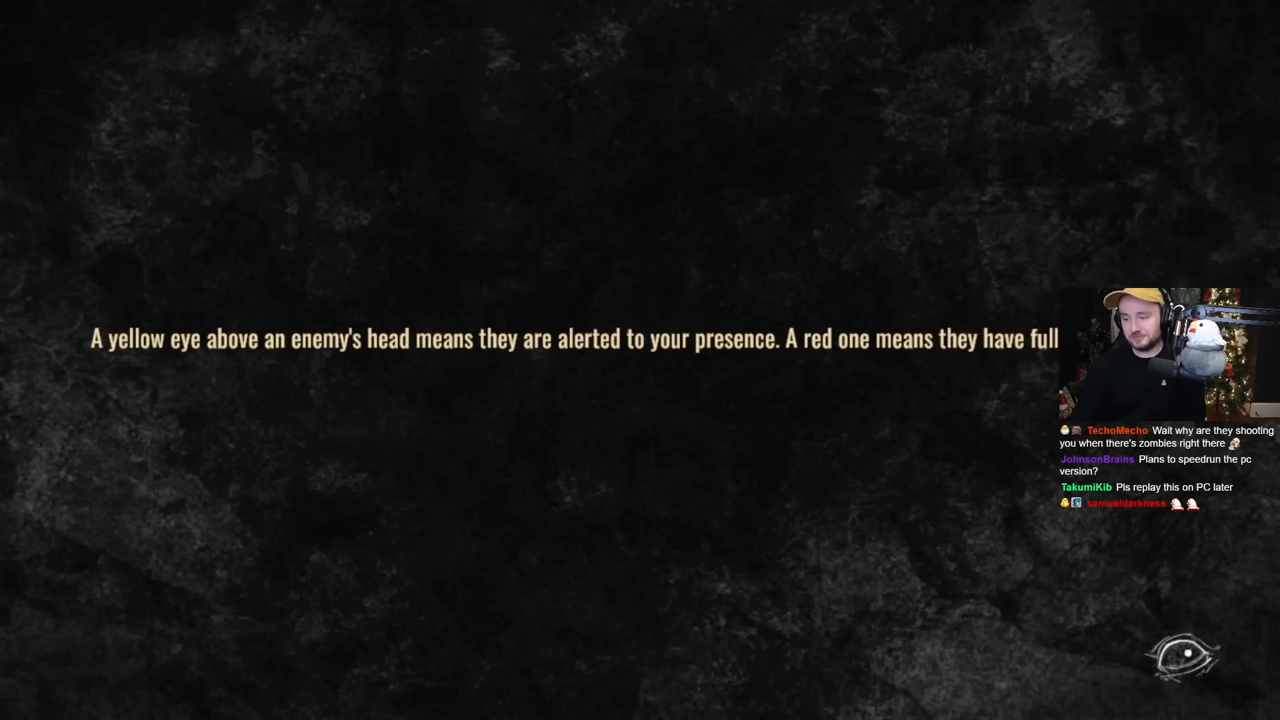 A yellow eye above an enemy's head means they are alerted to your presence. A red one means they have full
TechoMecho Wait why are they shooting
you when there's zombies right there
JohnsonBrains Plans to speedrun the pc
version?
TakumiKib Pls replay this on PC later
samueldarkness